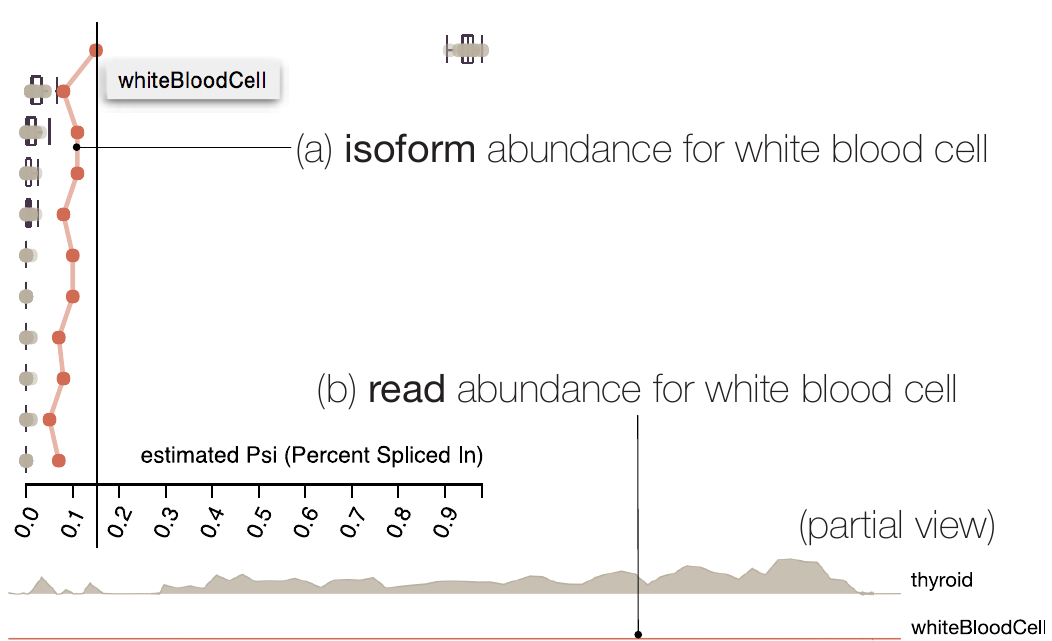 whiteBloodCell
(a) isoform abundance for white blood cell
(b) read abundance for white blood cell
estimated Psi (Percent Spliced In)
0.0 0.1 0.2 0.3 0.4 0.5 0.6 0.7 0.8 0.9
(partial view)
thyroid
whiteBloodCell